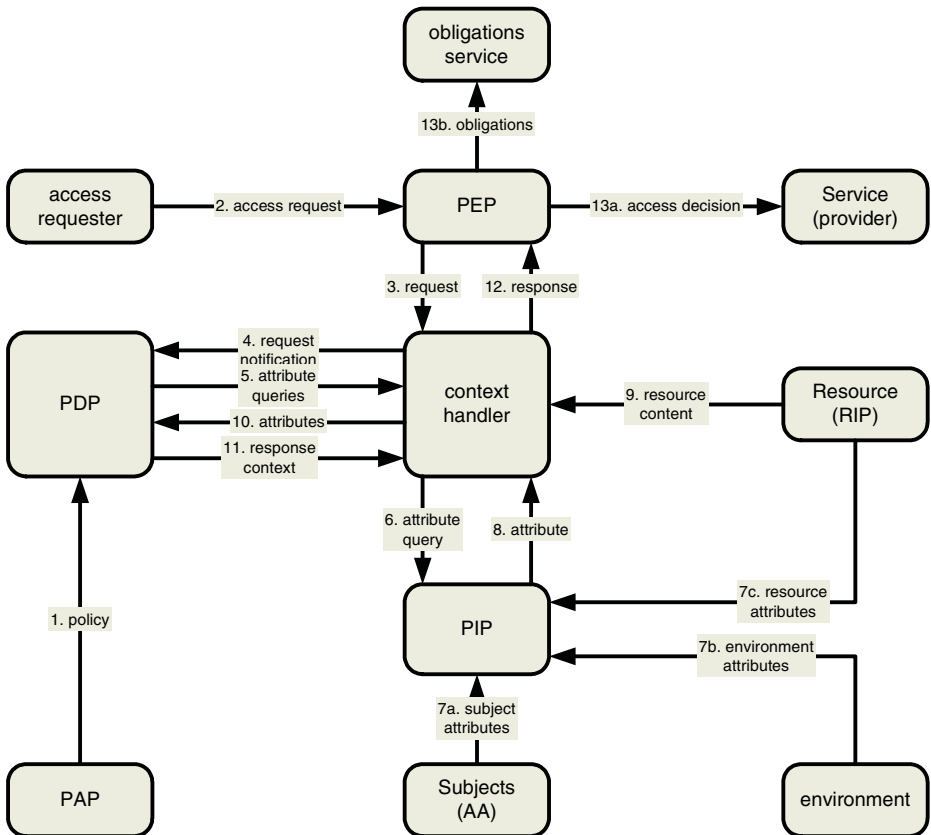 obligations
service
13b. obligations
access
requester
2. access request
PEP
13a. access decision
Service
(provider)
3. request
12. response
PDP
4. request
notification
5. attribute
queries
10. attributes
11. response
context
context
handler
9. resource
content
Resource
(RIP)
6. attribute
query
8. attribute
1. policy
PIP
7c. resource
attributes
7b. environment
attributes
7a. subject
attributes
PAP
Subjects
(AA)
environment